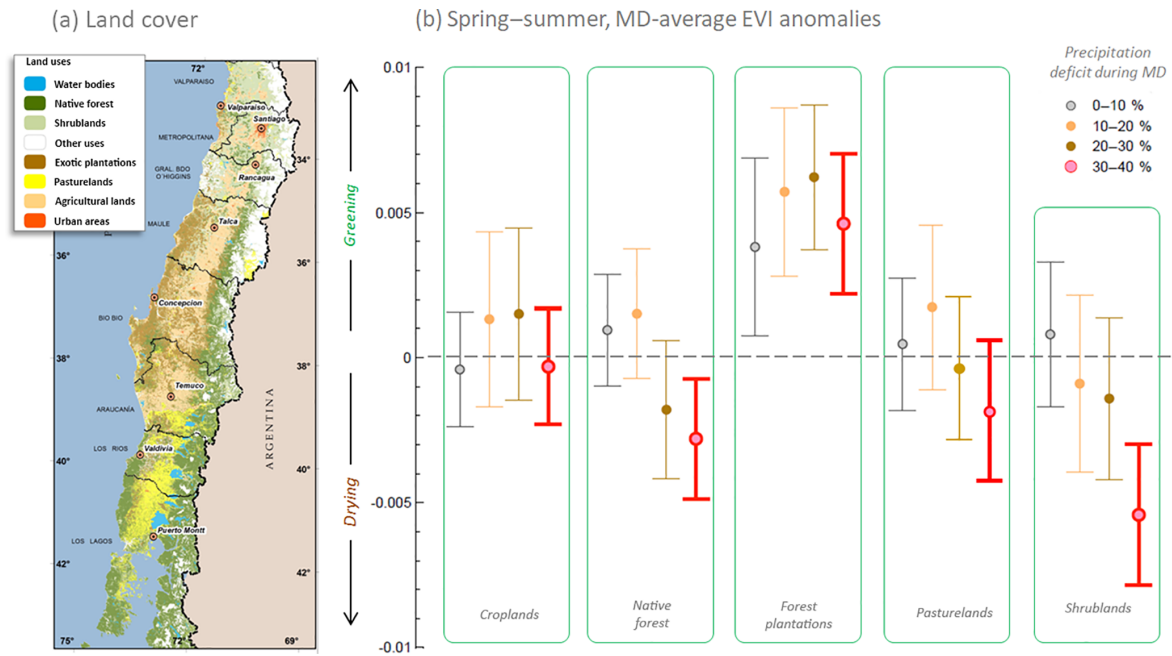 (a) Land cover
Land uses
Water bodies
Native forest
Shrublands
Other uses
Exotic plantations
Pasturelands
Agricultural lands
Urban areas
72°
VALPARAISO
Valparaiso
Santiago
METROPOLITANA
34°
GRAL. BDO
O'HIGGINS
Rancagua
MAULE
Talca
36°
36°
Concepcion
BIO BIO
38°
38°
Temuco
ARAUCANÍA
ARGENTINA
LOS RIOS
Valdivia
40°
40°
Puerto Montt
LOS LAGOS
42°
42°
75°
72°
69°
Greening
Drying
(b) Spring–summer, MD-average EVI anomalies
Precipitation
deficit during MD
0–10 %
10–20 %
20–30 %
30–40 %
0.01
0.005
0
-0.005
-0.01
Croplands
Native
forest
Forest
plantations
Pasturelands
Shrublands